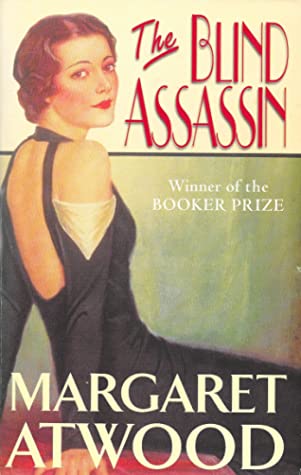 The BLIND
ASSASSIN
Winner of the
BOOKER PRIZE
MARGARET
ATWOOD